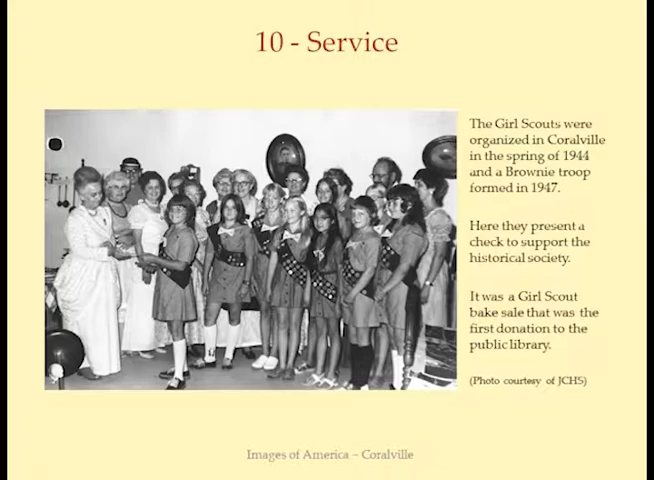 10 - Service
The Girl Scouts were
organized in Coralville
in the spring of 1944
and a Brownie troop
formed in 1947.
Here they present a
check to support the
historical society.
It was a Girl Scout
bake sale that was the
first donation to the
public library.
(Photo courtesy of JCHS)
Images of America – Coralville